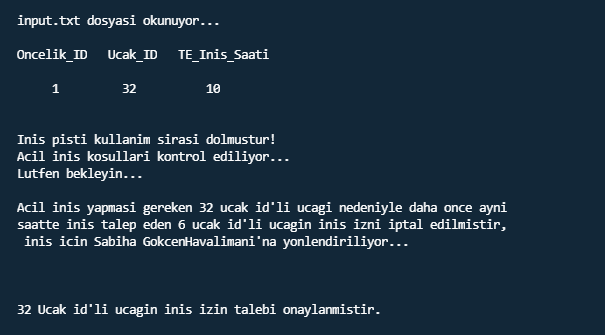 input.txt dosyasi okunuyor...
Oncelik_ID Ucak_ID TE_Inis_Saati
1 32 10
Inis pisti kullanim sirasi dolmustur!
Acil inis kosullari kontrol ediliyor...
Lutfen bekleyin...
Acil inis yapmasi gereken 32 ucak id'li ucagi nedeniyle daha once ayni
saatte inis talep eden 6 ucak id'li ucagin inis izni iptal edilmistir,
inis icin Sabiha GokcenHavalimani'na yonlendiriliyor...
32 Ucak id'li ucagin inis izin talebi onaylanmistir.